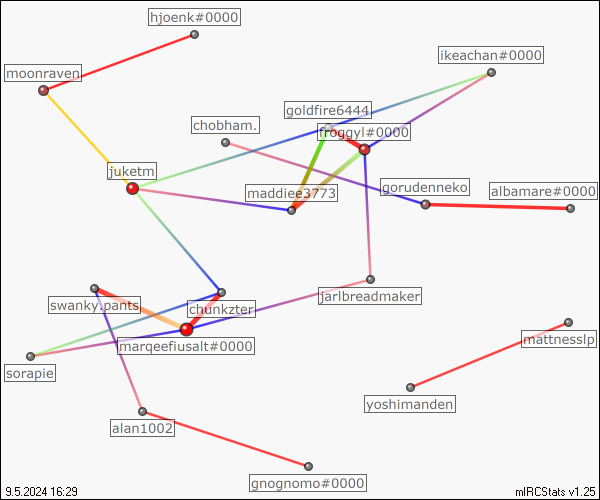 hjoenk#0000
ikeachan#0000
moonraven
goldfire6444
chobham.
froggyl#0000
juketm
maddiee3773
gorudenneko
albamare#0000
jarlbreadmaker
swanky.pants
chunkzter
mattnesslp
marqeefiusalt#0000
sorapie
yoshimanden
alan1002
gnognomo#0000
9.5.2024 16:29
mIRCStats v1.25